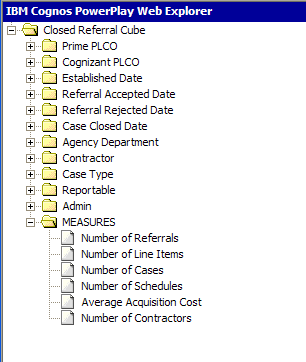 IBM Cognos PowerPlay Web Explorer
Closed Referral Cube
Prime PLCO
Cognizant PLCO
Established Date
Referral Accepted Date
Referral Rejected Date
Case Closed Date
Agency Department
Contractor
Case Type
Reportable
Admin
MEASURES
Number of Referrals
Number of Line Items
Number of Cases
Number of Schedules
Average Acquisition Cost
Number of Contractors